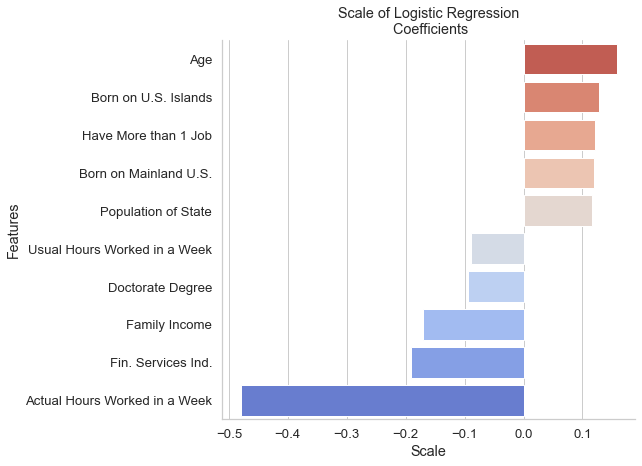 Scale of Logistic Regression
Coefficients
Features
Age
Born on U.S. Islands
Have More than 1 Job
Born on Mainland U.S.
Population of State
Usual Hours Worked in a Week
Doctorate Degree
Family Income
Fin. Services Ind.
Actual Hours Worked in a Week
−0.5 −0.4 −0.3 −0.2 −0.1 0.0 0.1
Scale